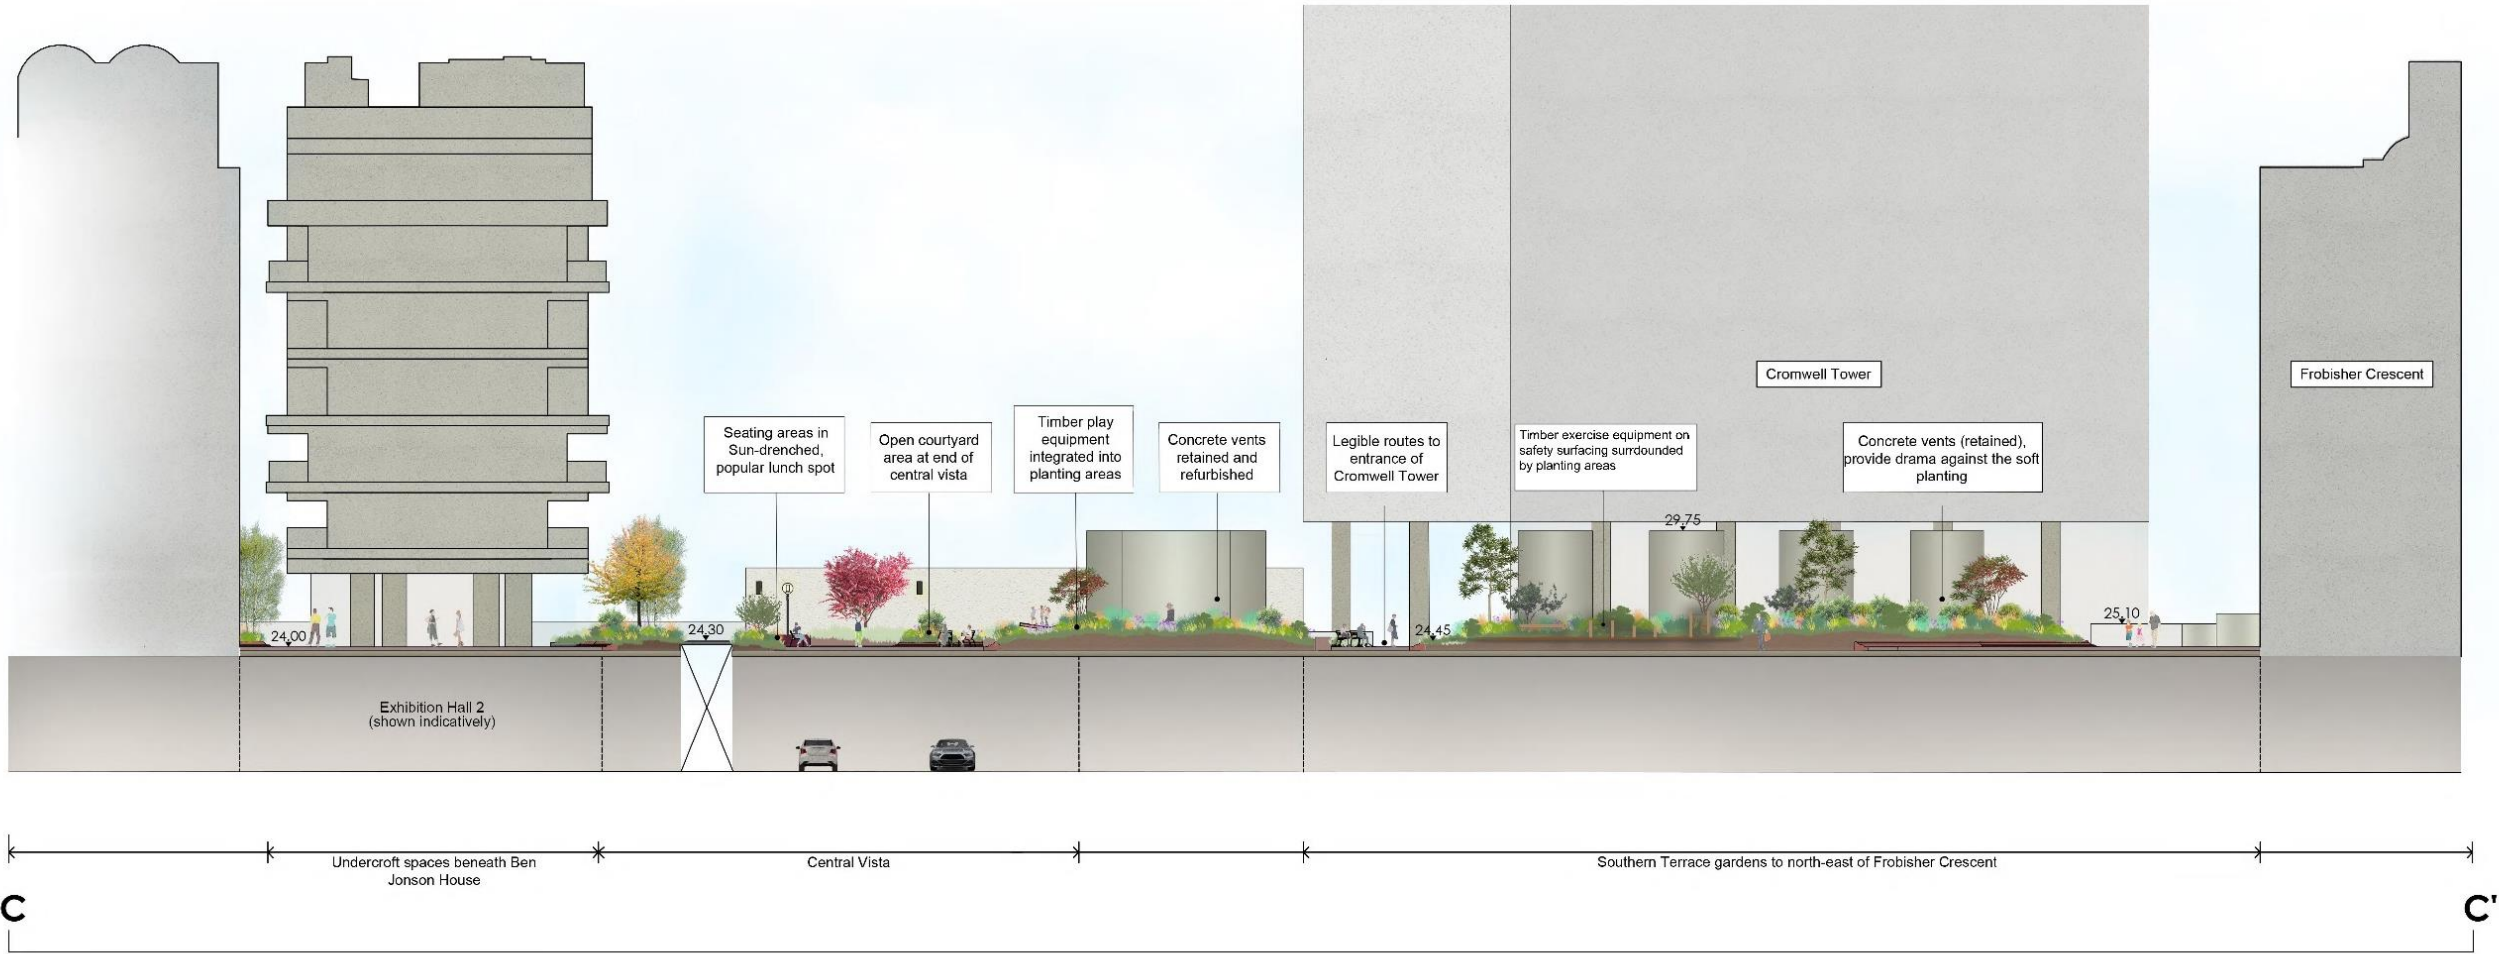 Cromwell Tower
Frobisher Crescent
Seating areas in
Sun-drenched,
popular lunch spot
Open courtyard
area at end of
central vista
Timber play
equipment
integrated into
planting areas
Concrete vents
retained and
refurbished
Legible routes to
entrance of
Cromwell Tower
Timber exercise equipment on
safety surfacing surrdounded
by planting areas
Concrete vents (retained),
provide drama against the soft
planting
29.75
24.00
24.30
24.45
25.10
Exhibition Hall 2
(shown indicatively)
Undercroft spaces beneath Ben
Jonson House
Central Vista
Southern Terrace gardens to north-east of Frobisher Crescent
C
C'